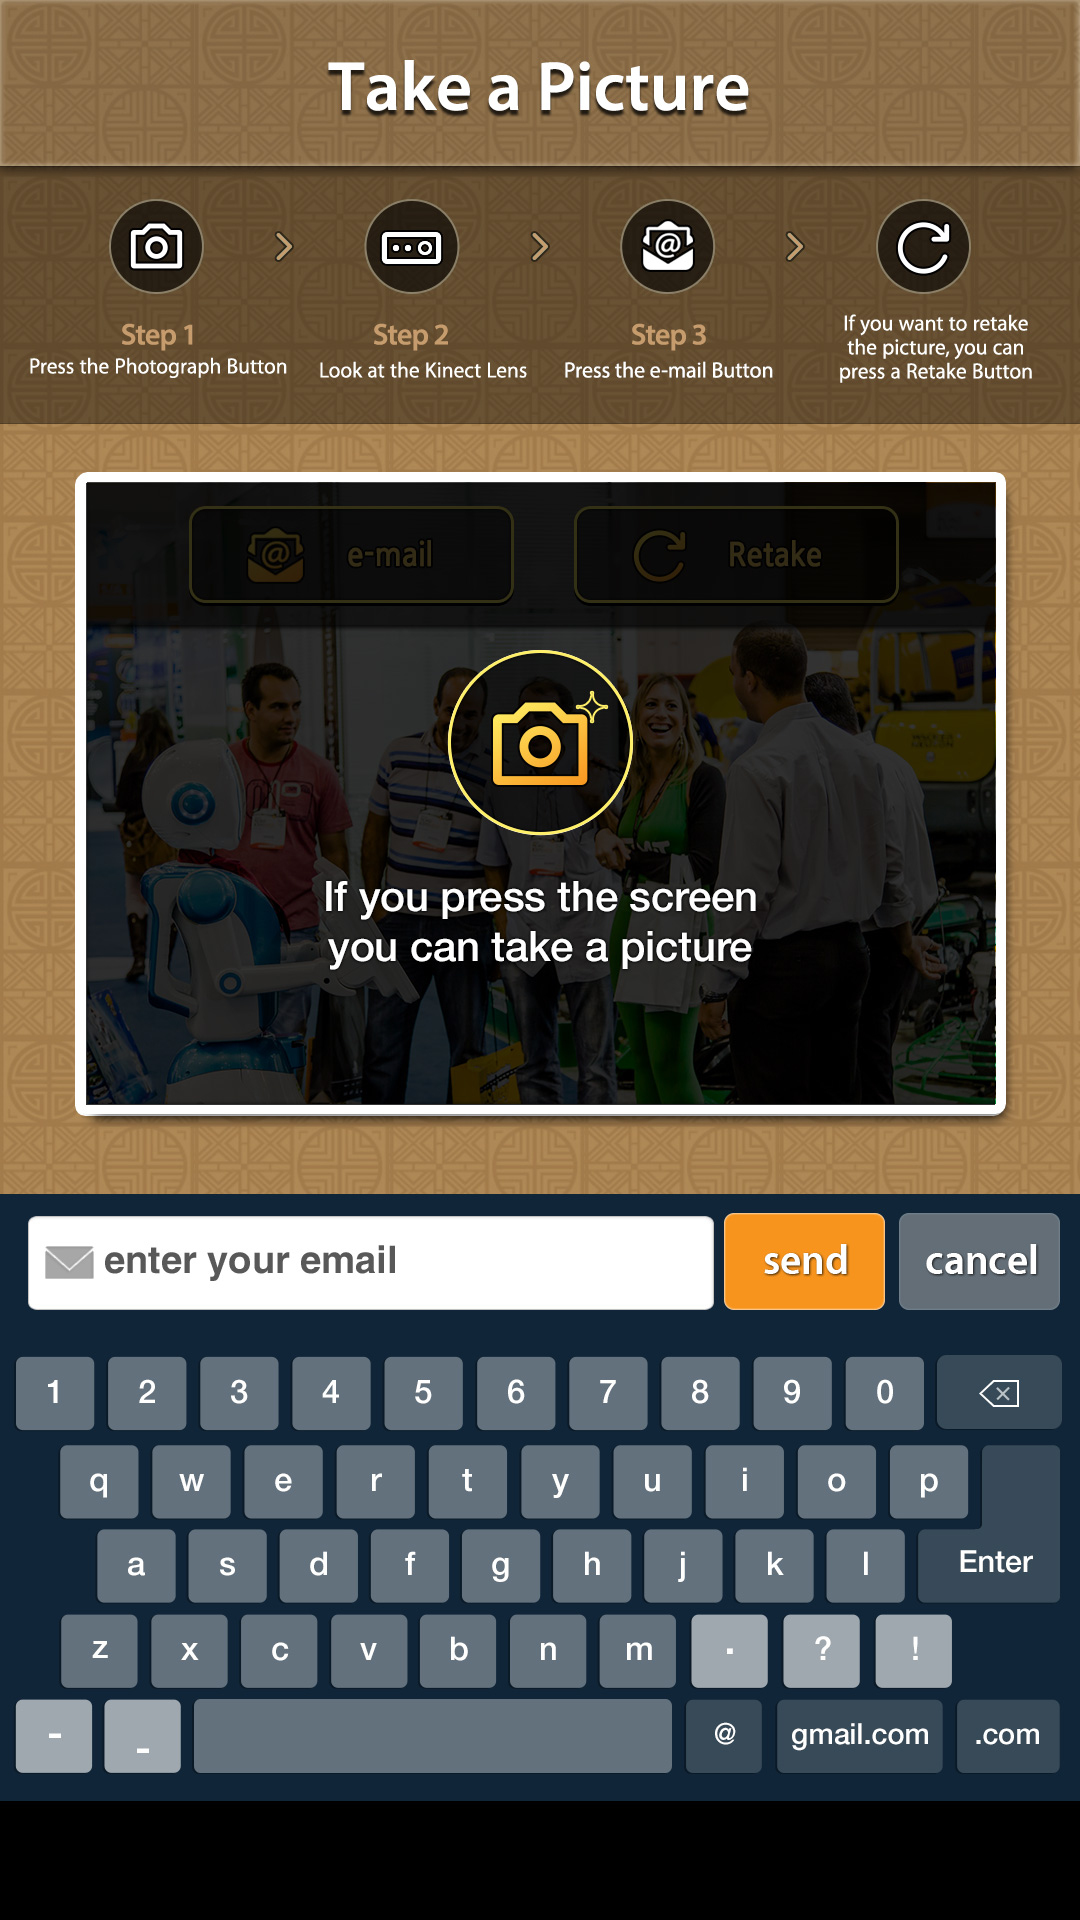 Take a Picture
Step 1
Press the Photograph Button
Step 2
Look at the Kinect Lens
@
Step 3
Press the e-mail Button
If you want to retake
the picture, you can
press a Retake Button
@ e-mail
Retake
If you press the screen
you can take a picture
enter your email
send
cancel
1 2 3 4 5 6 7 8 9 0
q w e r t y u i o p
a s d f g h j k l Enter
z x c v b n m . ? !
- _ @ gmail.com .com